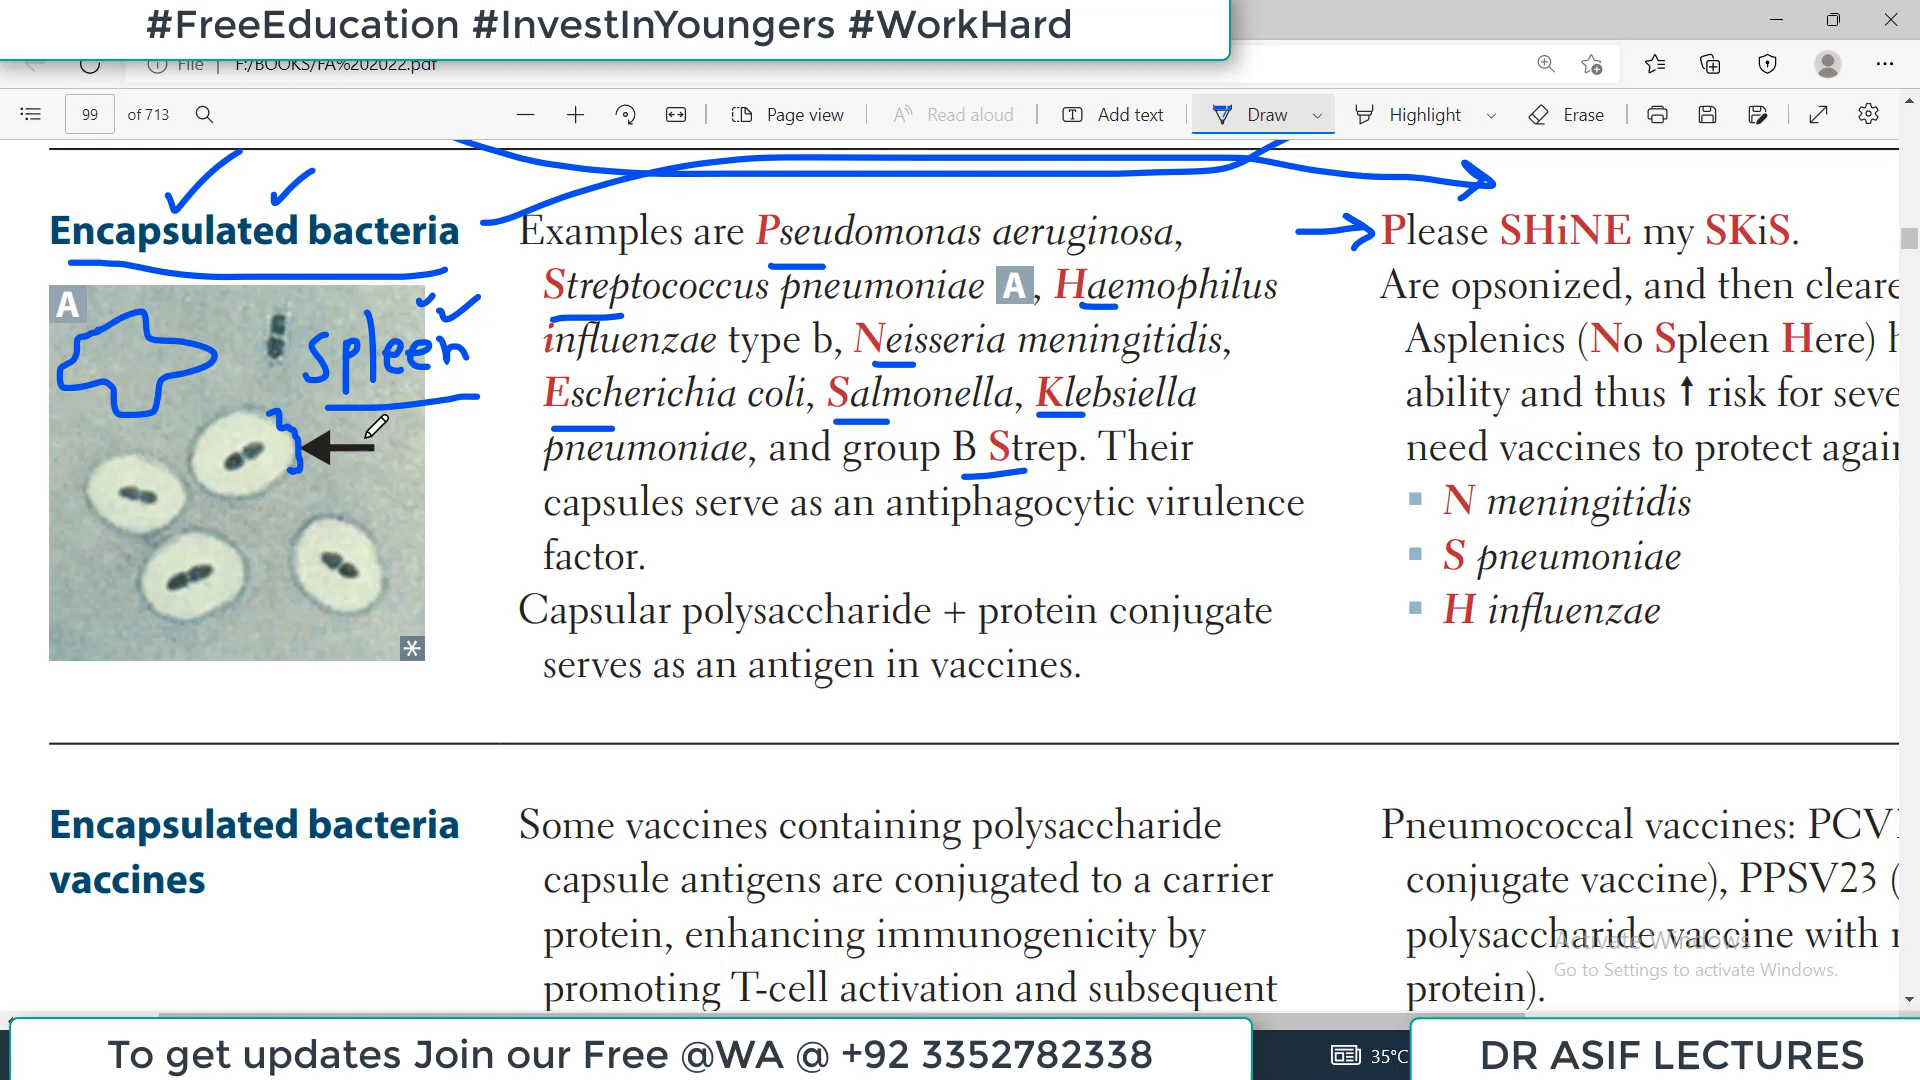 #FreeEducation #InvestInYoungers #WorkHard
File F:/BOOKS/FA%202022.pdf
99 of 713 Page view Read aloud Add text Draw Highlight Erase
Encapsulated bacteria
A
spleen
Examples are Pseudomonas aeruginosa,
Streptococcus pneumoniae A, Haemophilus
influenzae type b, Neisseria meningitidis,
Escherichia coli, Salmonella, Klebsiella
pneumoniae, and group B Strep. Their
capsules serve as an antiphagocytic virulence
factor.
Capsular polysaccharide + protein conjugate
serves as an antigen in vaccines.
Please SHiNE my SKiS.
Are opsonized, and then cleare
Asplenics (No Spleen Here) h
ability and thus ↑ risk for seve
need vaccines to protect agai
N meningitidis
S pneumoniae
H influenzae
Encapsulated bacteria
vaccines
Some vaccines containing polysaccharide
capsule antigens are conjugated to a carrier
protein, enhancing immunogenicity by
promoting T-cell activation and subsequent
Pneumococcal vaccines: PCV1
conjugate vaccine), PPSV23 (
polysaccharide vaccine with
protein).
Activate Windows
Go to Settings to activate Windows.
To get updates Join our Free @WA @ +92 3352782338
35°C
DR ASIF LECTURES